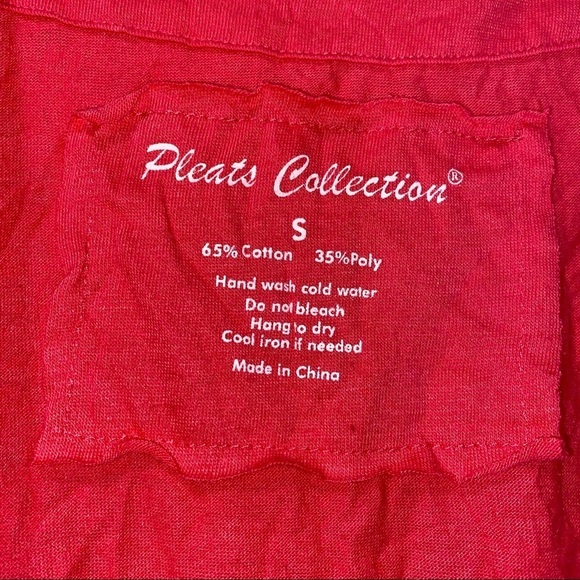 Pleats Collection®
S
65% Cotton 35%Poly
Hand wash cold water
Do not bleach
Hang to dry
Cool iron if needed
Made in China